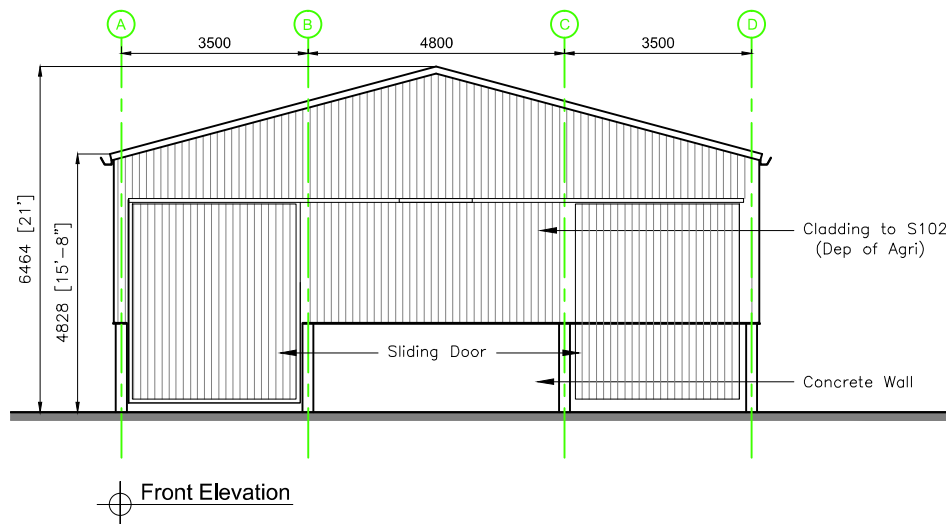 A B C D
3500 4800 3500
6464 [21']
4828 [15'-8"]
Cladding to S102
(Dep of Agri)
Sliding Door
Concrete Wall
Front Elevation